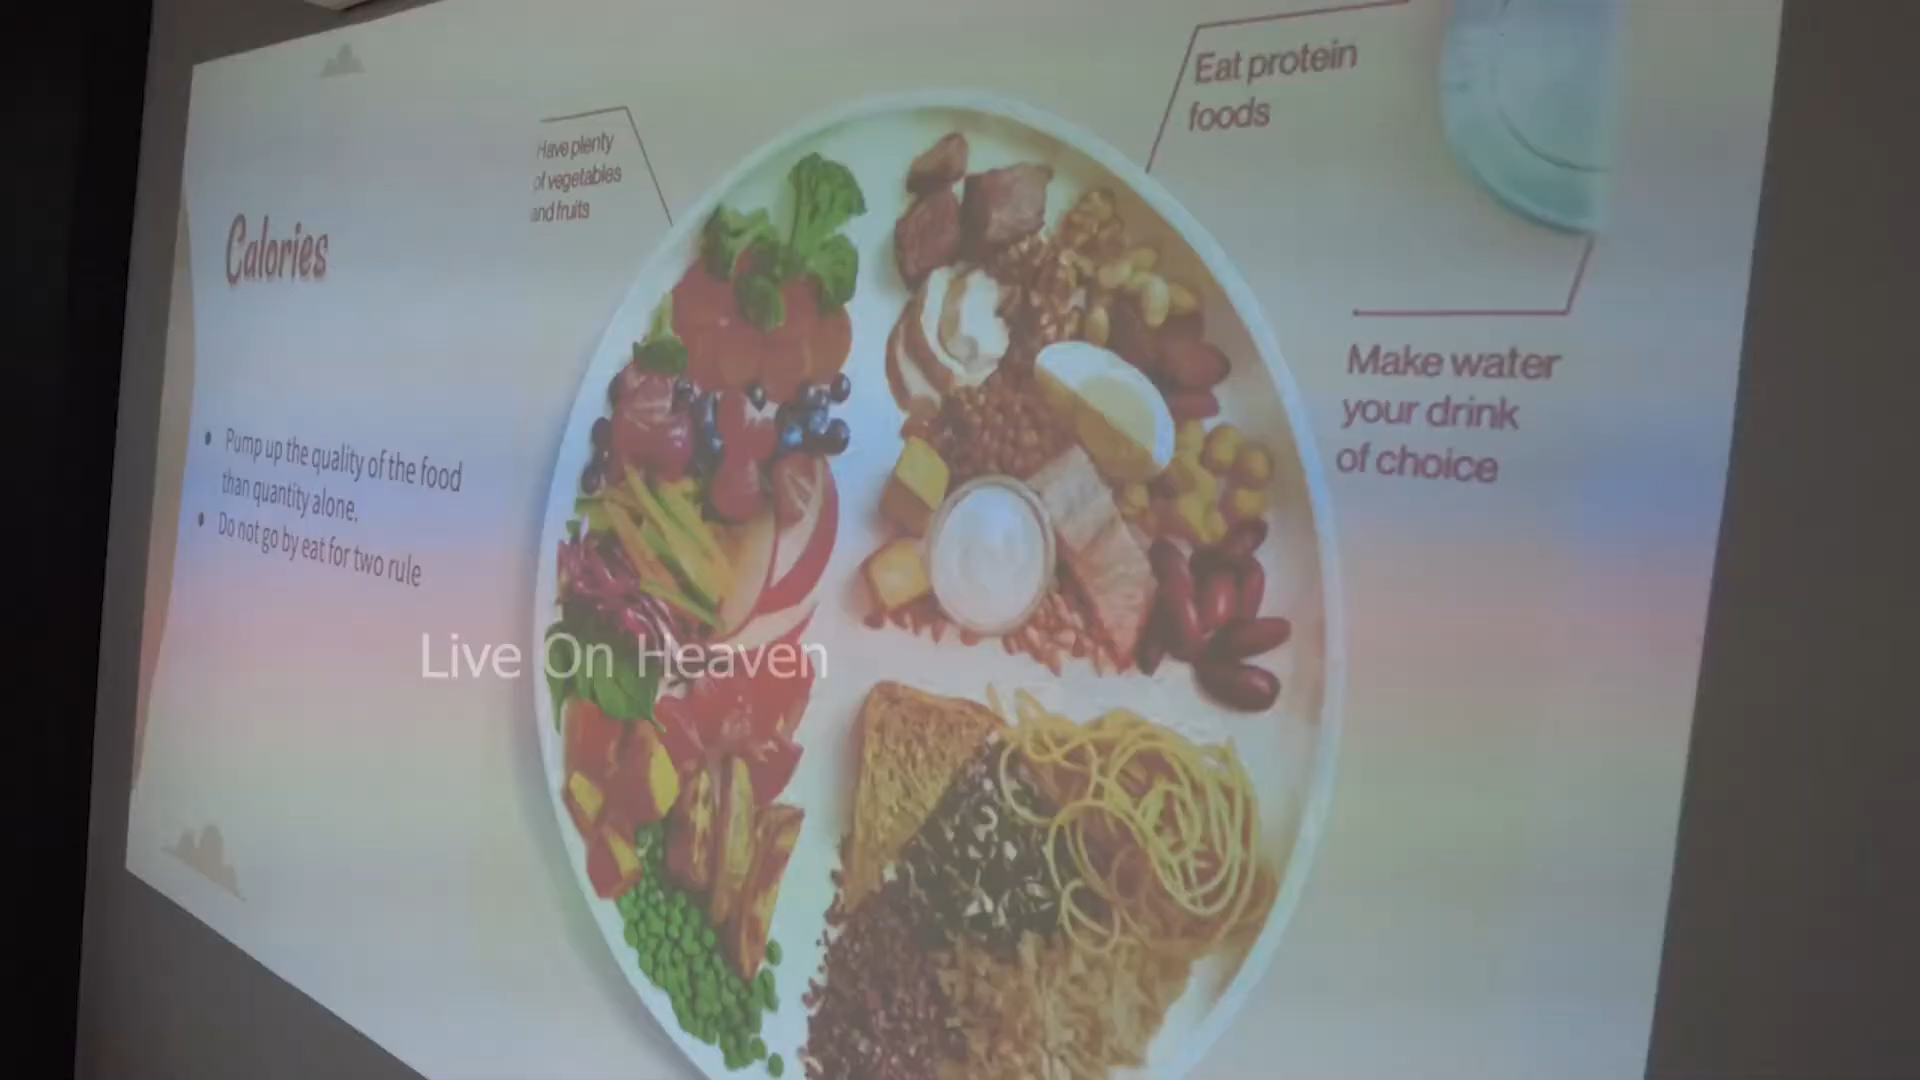 Eat protein
foods
Have plenty
of vegetables
and fruits
Calories
Make water
your drink
of choice
Pump up the quality of the food
than quantity alone.
Do not go by eat for two rule
Live On Heaven